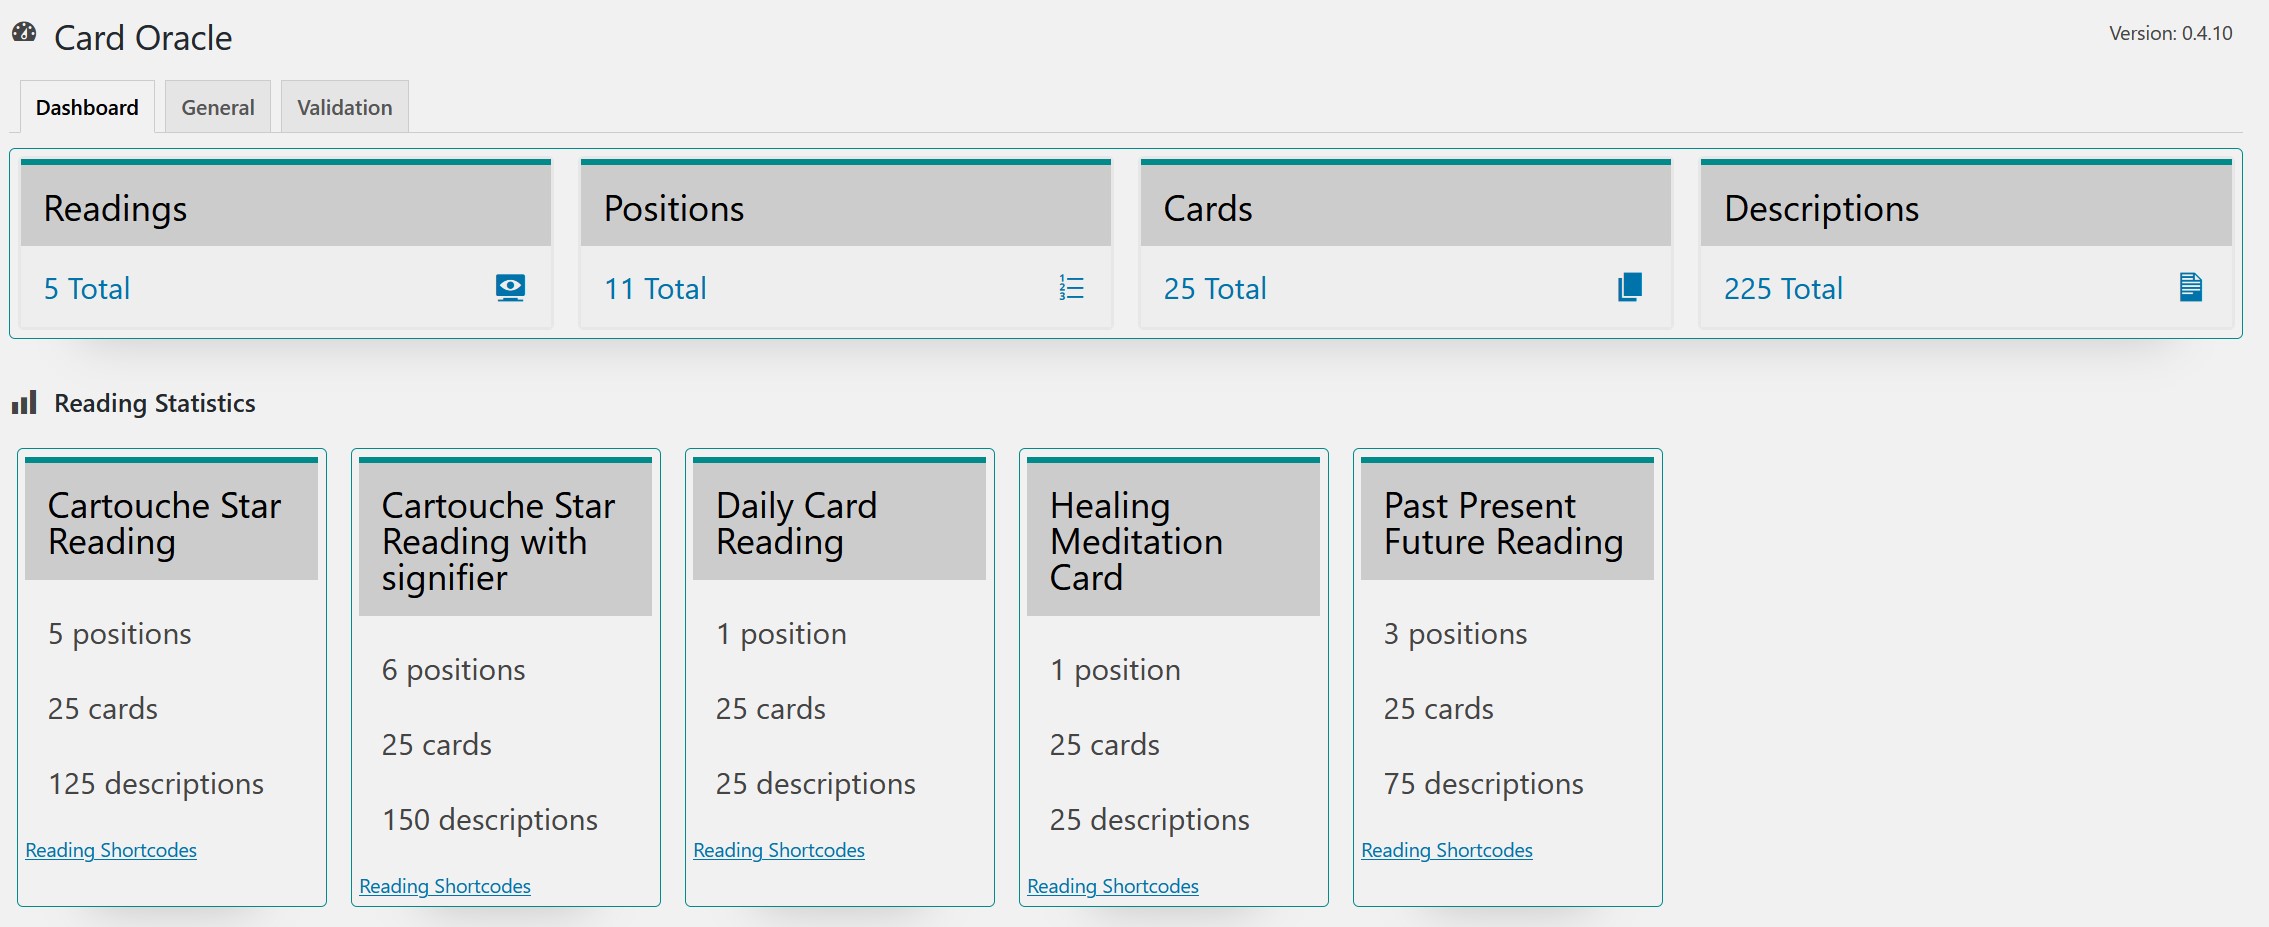 Card Oracle
Version: 0.4.10
Dashboard
General
Validation
Readings
5 Total
Positions
11 Total
Cards
25 Total
Descriptions
225 Total
Reading Statistics
Cartouche Star
Reading
5 positions
25 cards
125 descriptions
Reading Shortcodes
Cartouche Star
Reading with
signifier
6 positions
25 cards
150 descriptions
Reading Shortcodes
Daily Card
Reading
1 position
25 cards
25 descriptions
Reading Shortcodes
Healing
Meditation
Card
1 position
25 cards
25 descriptions
Reading Shortcodes
Past Present
Future Reading
3 positions
25 cards
75 descriptions
Reading Shortcodes